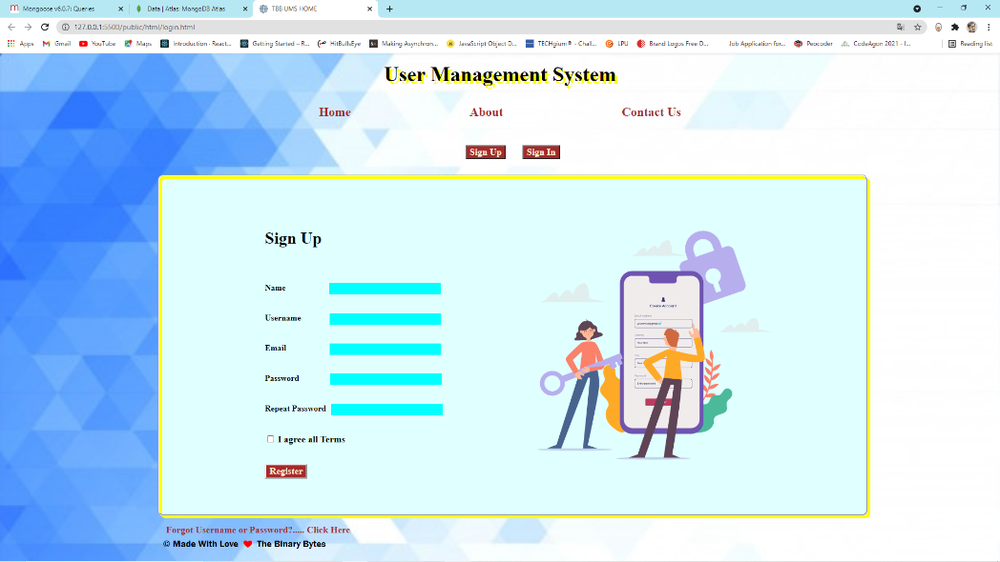 Mongoose v6.0.7: Queries
Data | Atlas: MongoDB Atlas
TBB UMS HOME
127.0.0.1:5500/public/html/login.html
Apps
Gmail
YouTube
Maps
Introduction · React...
Getting Started – R...
HitBullsEye
Making Asynchron...
JavaScript Object D...
TECHgium® - Chall...
LPU
Brand Logos Free D...
Job Application for...
Peocoder
CodeAgon 2021 - I...
Reading list
User Management System
Home
About
Contact Us
Sign Up
Sign In
Sign Up
Name
Username
Email
Password
Repeat Password
I agree all Terms
Register
Create Account
Forgot Username or Password?..... Click Here
© Made With Love ❤ The Binary Bytes